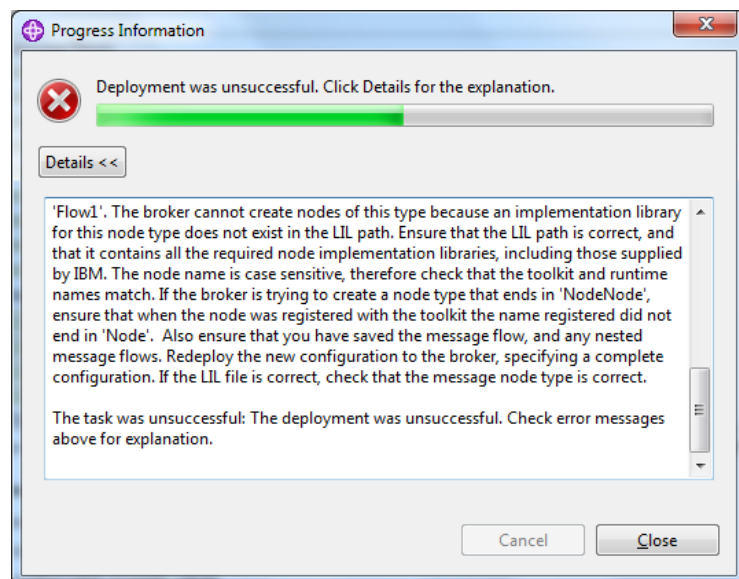 Progress Information
Deployment was unsuccessful. Click Details for the explanation.
Details <<
'Flow1'. The broker cannot create nodes of this type because an implementation library
for this node type does not exist in the LIL path. Ensure that the LIL path is correct, and
that it contains all the required node implementation libraries, including those supplied
by IBM. The node name is case sensitive, therefore check that the toolkit and runtime
names match. If the broker is trying to create a node type that ends in 'NodeNode',
ensure that when the node was registered with the toolkit the name registered did not
end in 'Node'.  Also ensure that you have saved the message flow, and any nested
message flows. Redeploy the new configuration to the broker, specifying a complete
configuration. If the LIL file is correct, check that the message node type is correct.
The task was unsuccessful: The deployment was unsuccessful. Check error messages
above for explanation.
Cancel
Close